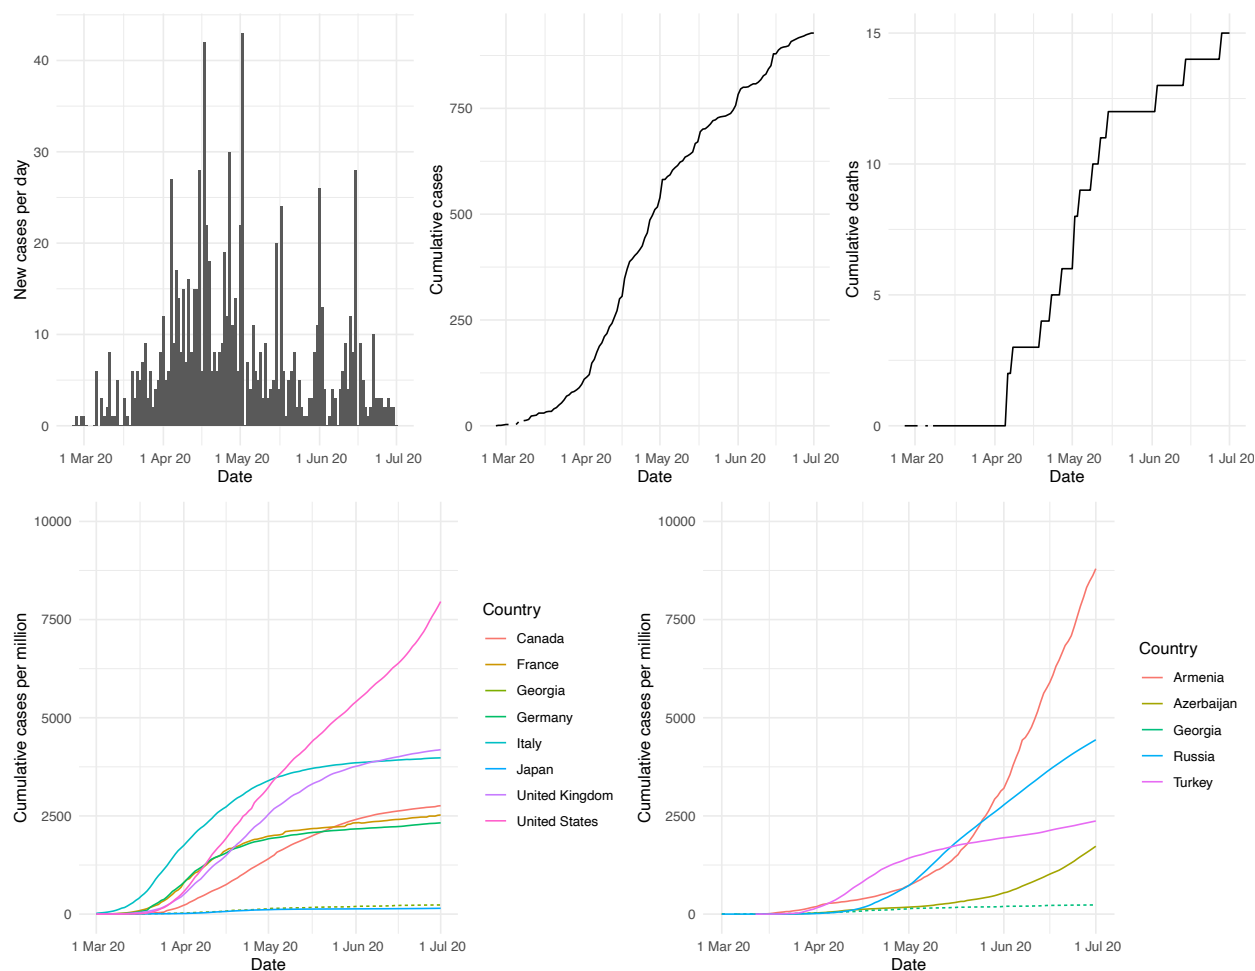 New cases per day
40
30
20
10
0
1 Mar 20
1 Apr 20
1 May 20
1 Jun 20
1 Jul 20
Date
Cumulative cases
750
500
250
0
1 Mar 20
1 Apr 20
1 May 20
1 Jun 20
1 Jul 20
Date
Cumulative deaths
15
10
5
0
1 Mar 20
1 Apr 20
1 May 20
1 Jun 20
1 Jul 20
Date
Cumulative cases per million
10000
7500
5000
2500
0
1 Mar 20
1 Apr 20
1 May 20
1 Jun 20
1 Jul 20
Date
Country
Canada
France
Georgia
Germany
Italy
Japan
United Kingdom
United States
Cumulative cases per million
10000
7500
5000
2500
0
1 Mar 20
1 Apr 20
1 May 20
1 Jun 20
1 Jul 20
Date
Country
Armenia
Azerbaijan
Georgia
Russia
Turkey